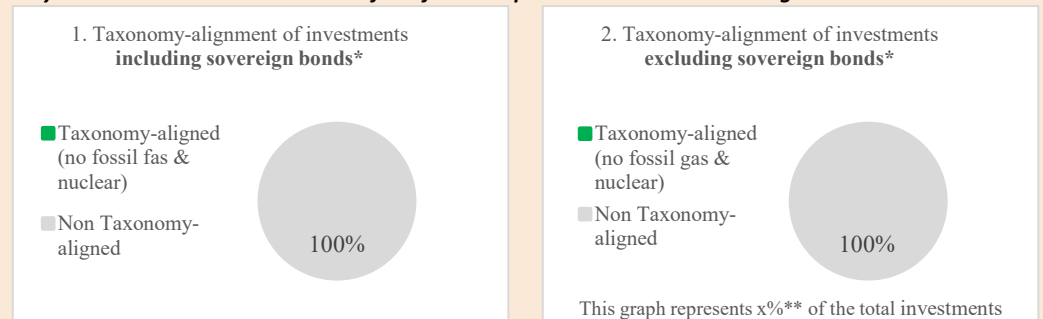 1. Taxonomy-alignment of investments
including sovereign bonds*
Taxonomy-aligned
(no fossil fas &
nuclear)
Non Taxonomy-
aligned
100%
2. Taxonomy-alignment of investments
excluding sovereign bonds*
Taxonomy-aligned
(no fossil gas &
nuclear)
Non Taxonomy-
aligned
100%
This graph represents x%** of the total investments